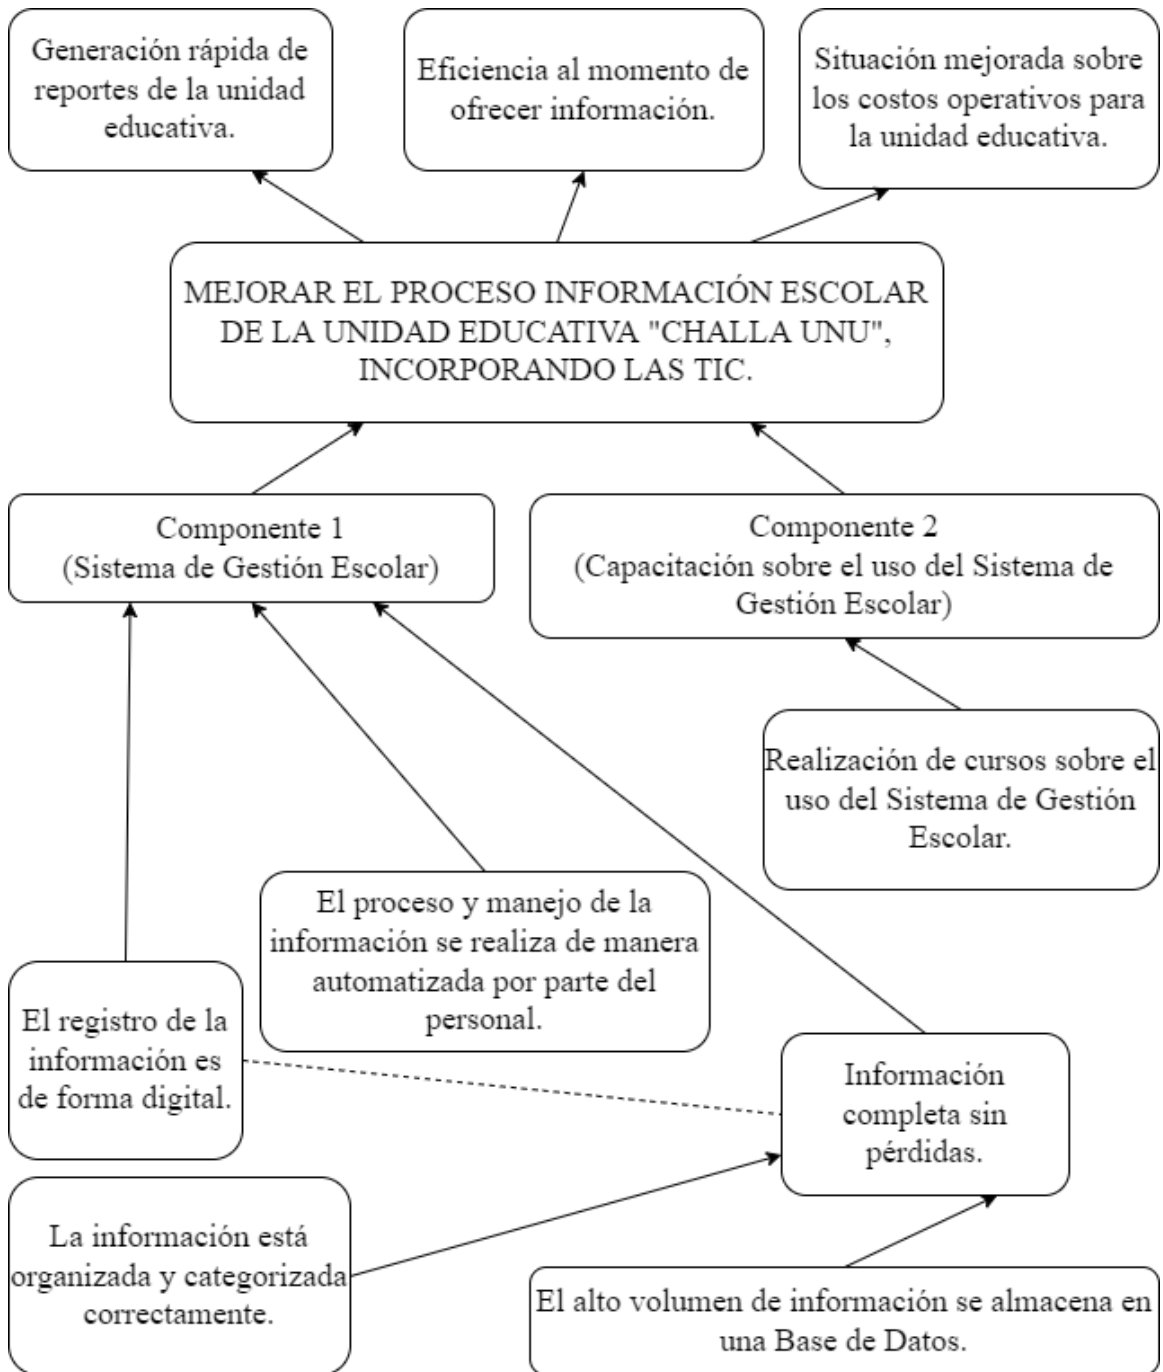 Generación rápida de
reportes de la unidad
educativa.
Eficiencia al momento de
ofrecer información.
Situación mejorada sobre
los costos operativos para
la unidad educativa.
MEJORAR EL PROCESO INFORMACIÓN ESCOLAR
DE LA UNIDAD EDUCATIVA "CHALLA UNU",
INCORPORANDO LAS TIC.
Componente 1
(Sistema de Gestión Escolar)
Componente 2
(Capacitación sobre el uso del Sistema de
Gestión Escolar)
Realización de cursos sobre el
uso del Sistema de Gestión
Escolar.
El proceso y manejo de la
información se realiza de manera
automatizada por parte del
personal.
El registro de la
información es
de forma digital.
Información
completa sin
pérdidas.
La información está
organizada y categorizada
correctamente.
El alto volumen de información se almacena en
una Base de Datos.